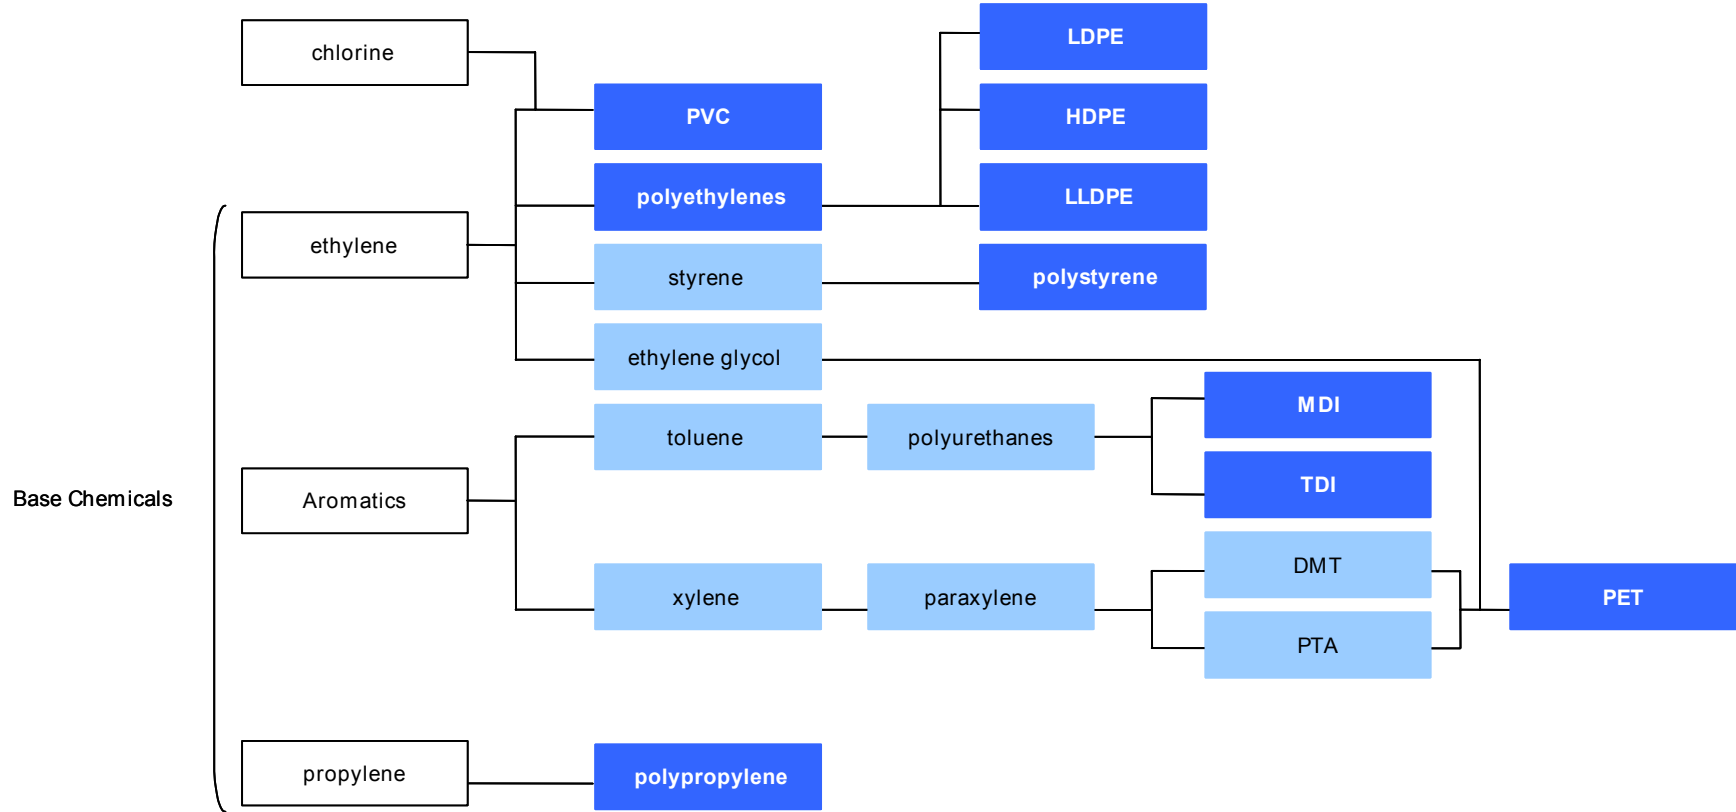 chlorine
LDPE
PVC
HDPE
polyethylenes
LLDPE
ethylene
styrene
polystyrene
ethylene glycol
MDI
toluene
polyurethanes
TDI
Base Chemicals
Aromatics
DMT
xylene
paraxylene
PET
PTA
propylene
polypropylene